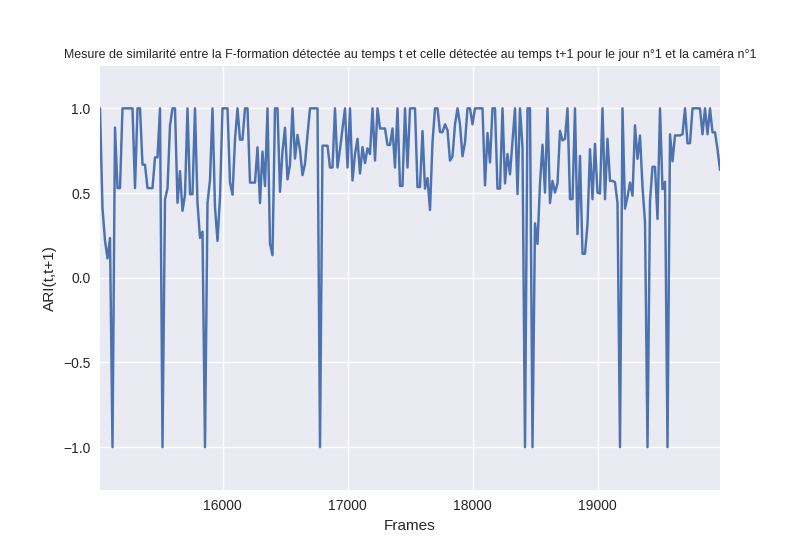 Mesure de similarité entre la F-formation détectée au temps t et celle détectée au temps t+1 pour le jour n°1 et la caméra n°1
1.0
0.5
0.0
−0.5
−1.0
ARI(t,t+1)
16000 17000 18000 19000
Frames